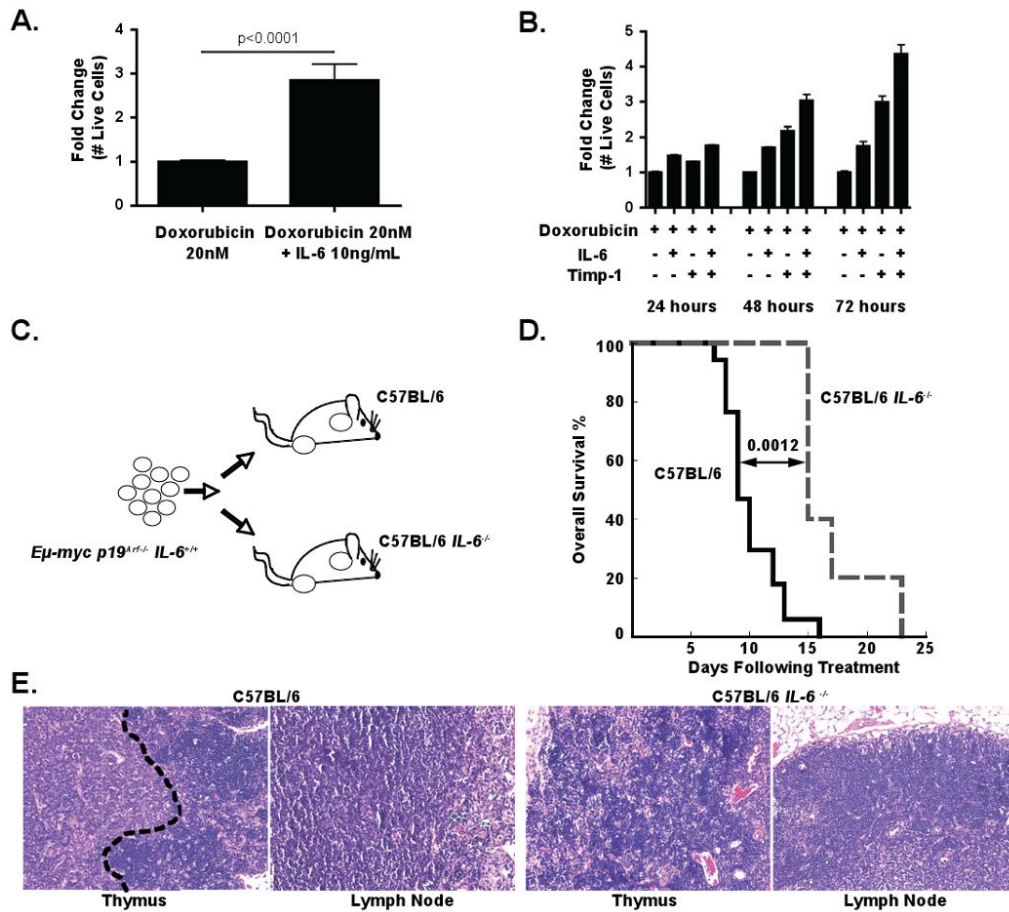 A.
p<0.0001
Fold Change
(# Live Cells)
4
3
2
1
0
Doxorubicin
20nM
Doxorubicin 20nM
+ IL-6 10ng/mL
B.
Fold Change
(# Live Cells)
5
4
3
2
1
0
Doxorubicin + + + + + + + + + + + +
IL-6 - + - + - + - + - + - +
Timp-1 - - + + - - + + - - + +
24 hours 48 hours 72 hours
C.
C57BL/6
Eμ-myc p19Arf-/- IL-6+/+
C57BL/6 IL-6-/-
D.
Overall Survival %
100
80
60
40
20
0
C57BL/6 IL-6-/-
0.0012
C57BL/6
5 10 15 20 25
Days Following Treatment
E.
C57BL/6
C57BL/6 IL-6 -/-
Thymus
Lymph Node
Thymus
Lymph Node